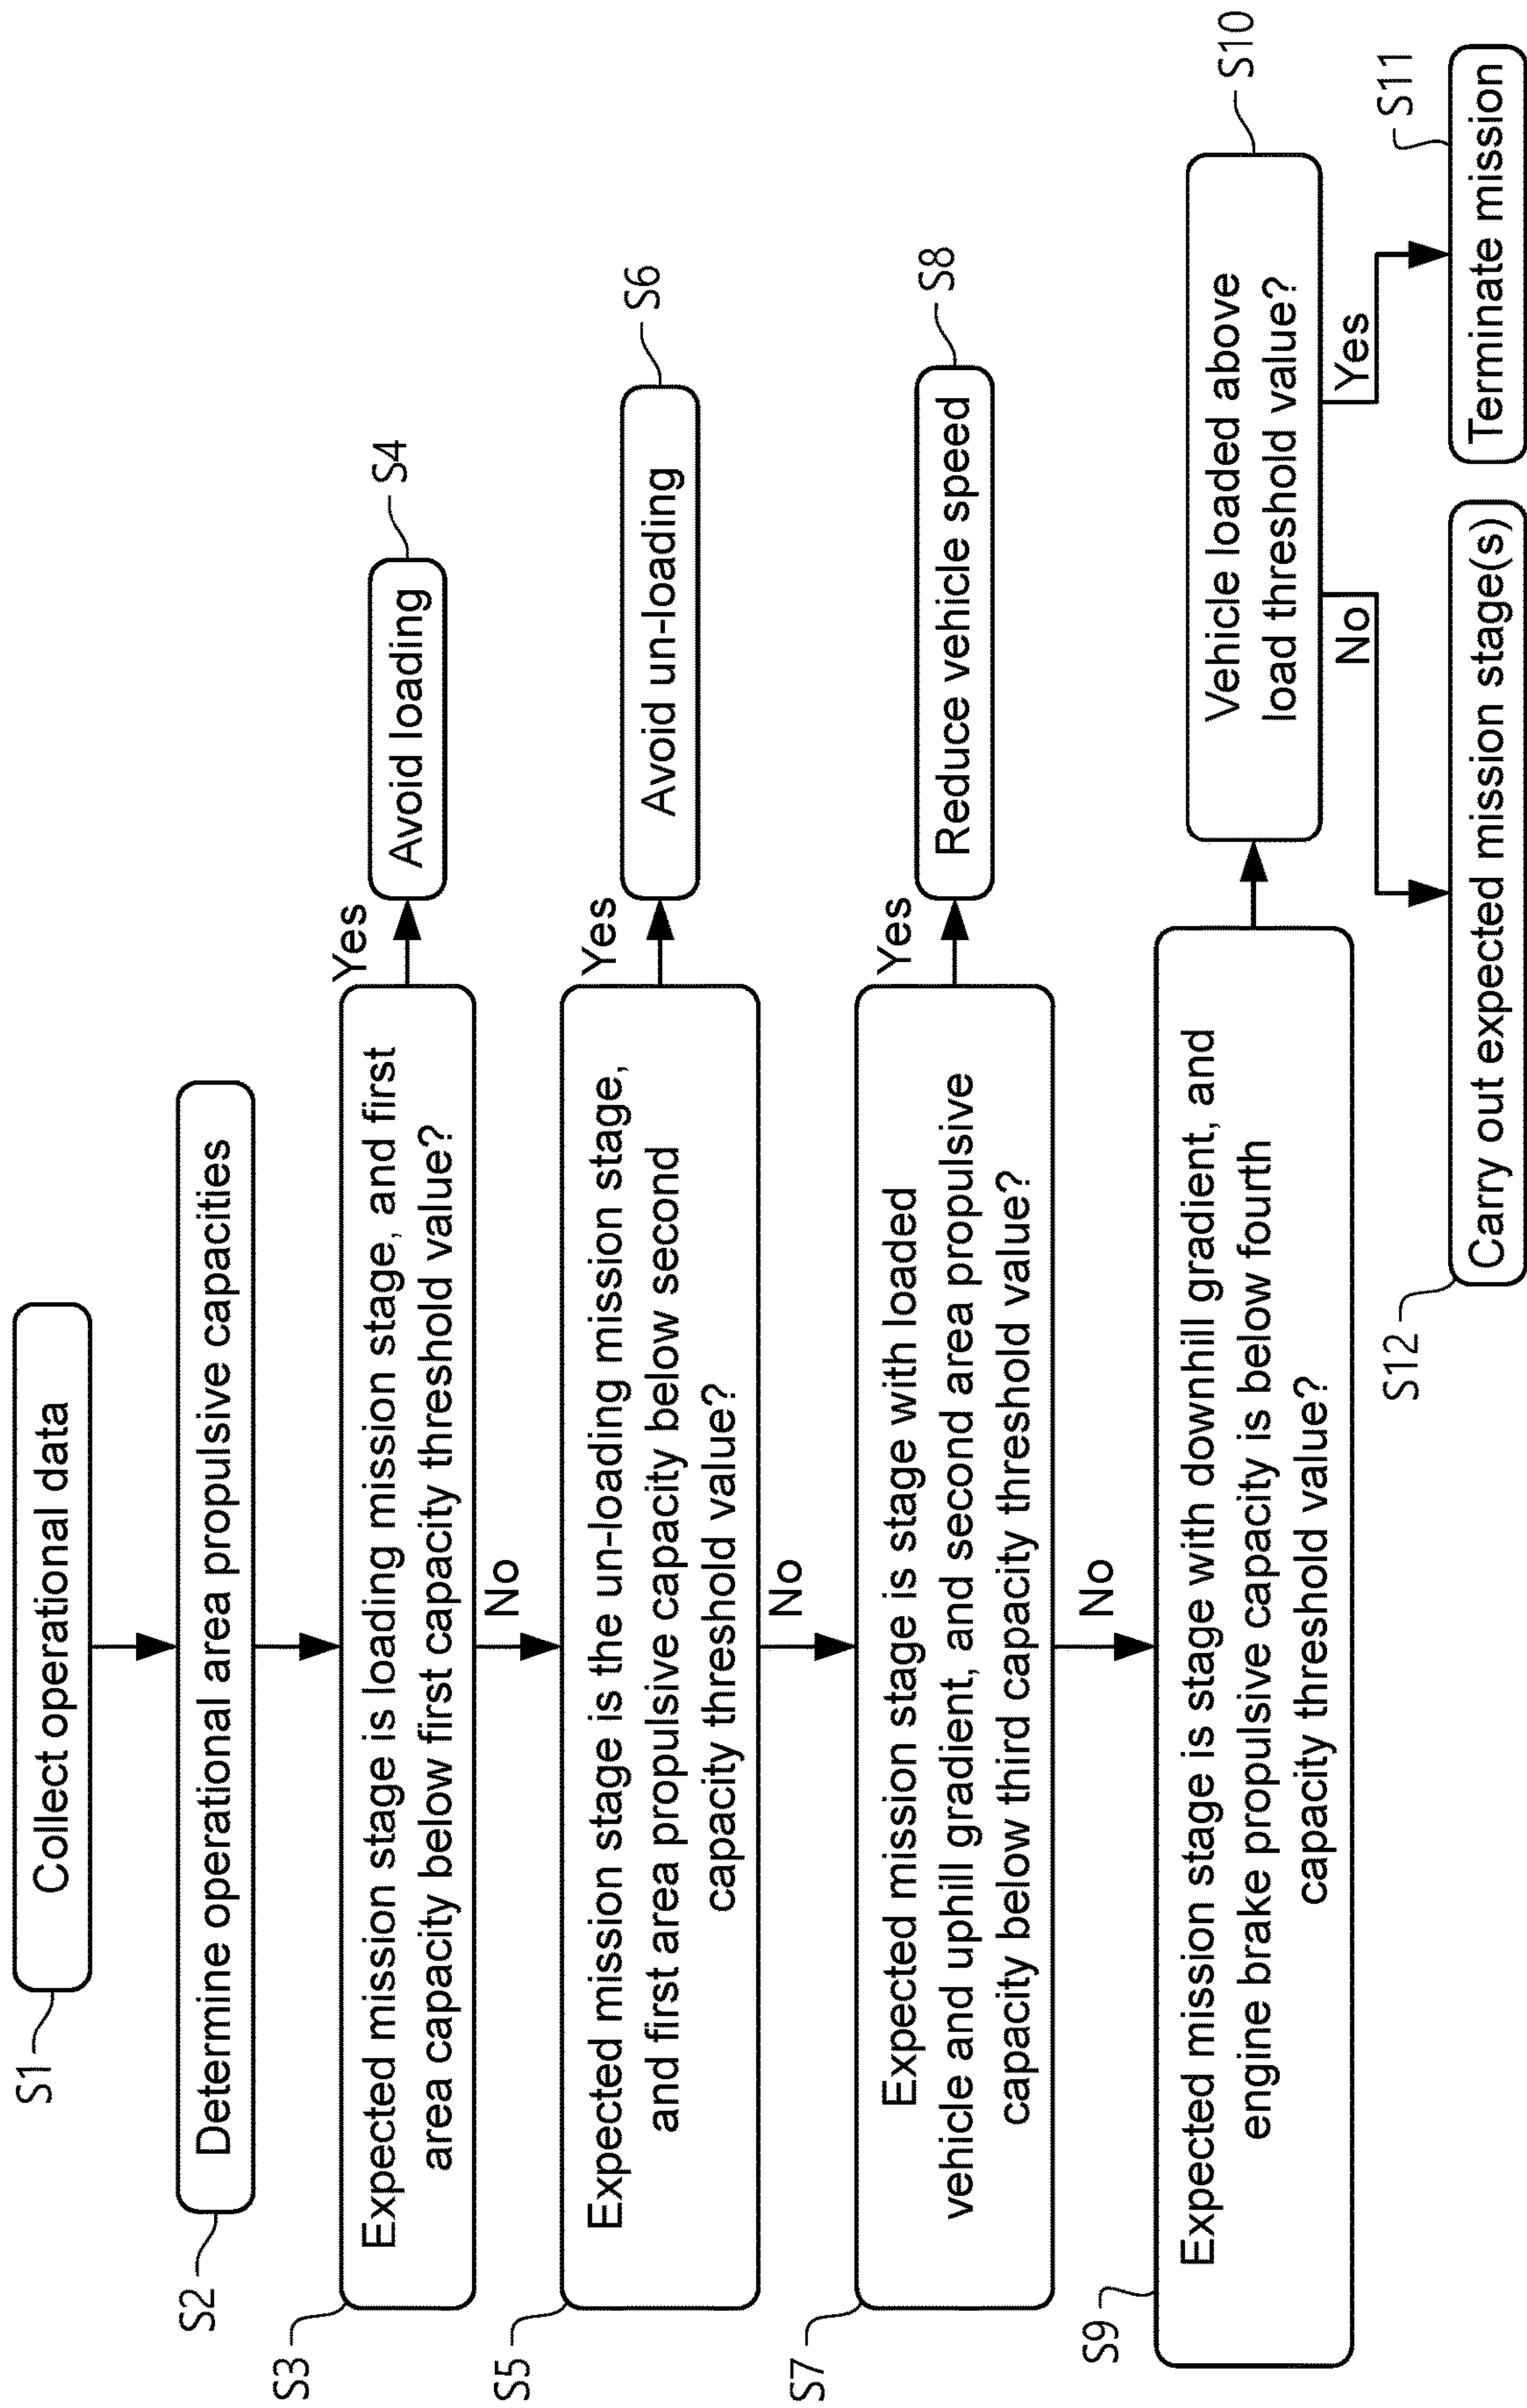 S1
Collect operational data
S2
Determine operational area propulsive capacities
S3
Expected mission stage is loading mission stage, and first
area capacity below first capacity threshold value?
Yes
Avoid loading
S4
No
S5
Expected mission stage is the un-loading mission stage,
and first area propulsive capacity below second
capacity threshold value?
Yes
Avoid un-loading
S6
No
S7
Expected mission stage is stage with loaded
vehicle and uphill gradient, and second area propulsive
capacity below third capacity threshold value?
Yes
Reduce vehicle speed
S8
No
S9
Expected mission stage is stage with downhill gradient, and
engine brake propulsive capacity is below fourth
capacity threshold value?
Vehicle loaded above
load threshold value?
S10
No
Yes
S12
Carry out expected mission stage(s)
Terminate mission
S11